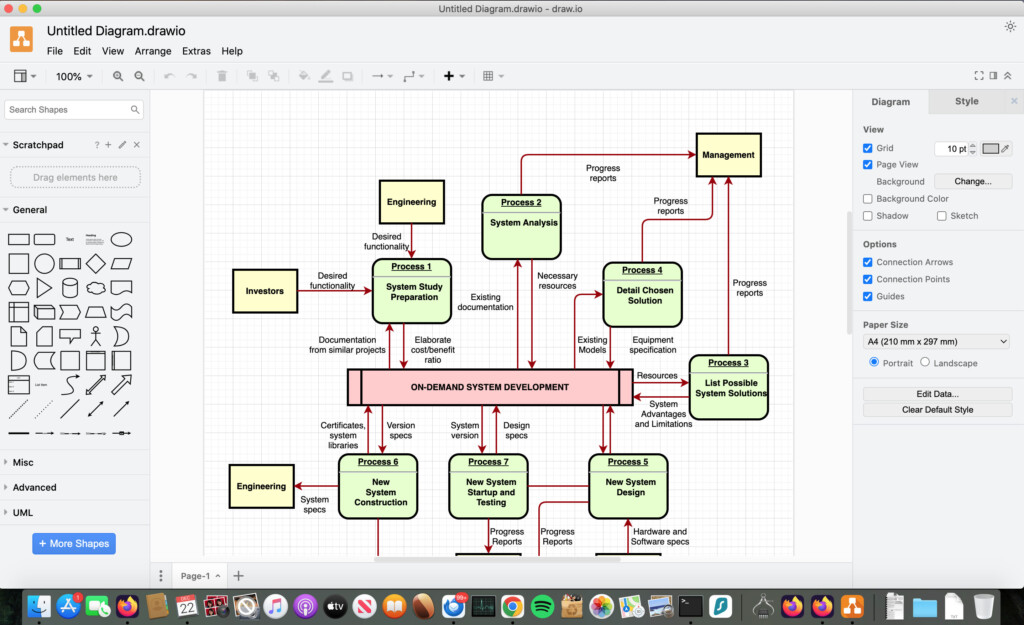 Untitled Diagram.drawio - draw.io
Untitled Diagram.drawio
File Edit View Arrange Extras Help
100%
Search Shapes
Scratchpad
?
Drag elements here
General
Text
Heading
List Item
Misc
Advanced
UML
+ More Shapes
Management
Progress
reports
Engineering
Process 2
System Analysis
Progress
reports
Desired
functionality
Investors
Desired
functionality
Process 1
System Study
Preparation
Necessary
resources
Existing
documentation
Process 4
Detail Chosen
Solution
Progress
reports
Documentation
from similar projects
Elaborate
cost/benefit
ratio
Existing
Models
Equipment
specification
ON-DEMAND SYSTEM DEVELOPMENT
Resources
Process 3
List Possible
System Solutions
System
Advantages
and Limitations
Certificates,
system
libraries
Version
specs
System
version
Design
specs
Engineering
System
specs
Process 6
New
System
Construction
Process 7
New System
Startup and
Testing
Process 5
New System
Design
Progress
Reports
Progress
Reports
Hardware and
Software specs
Page-1
Diagram
Style
View
Grid
10 pt
Page View
Background
Change...
Background Color
Shadow
Sketch
Options
Connection Arrows
Connection Points
Guides
Paper Size
A4 (210 mm x 297 mm)
Portrait
Landscape
Edit Data...
Clear Default Style
1
DEC
22
tv
99